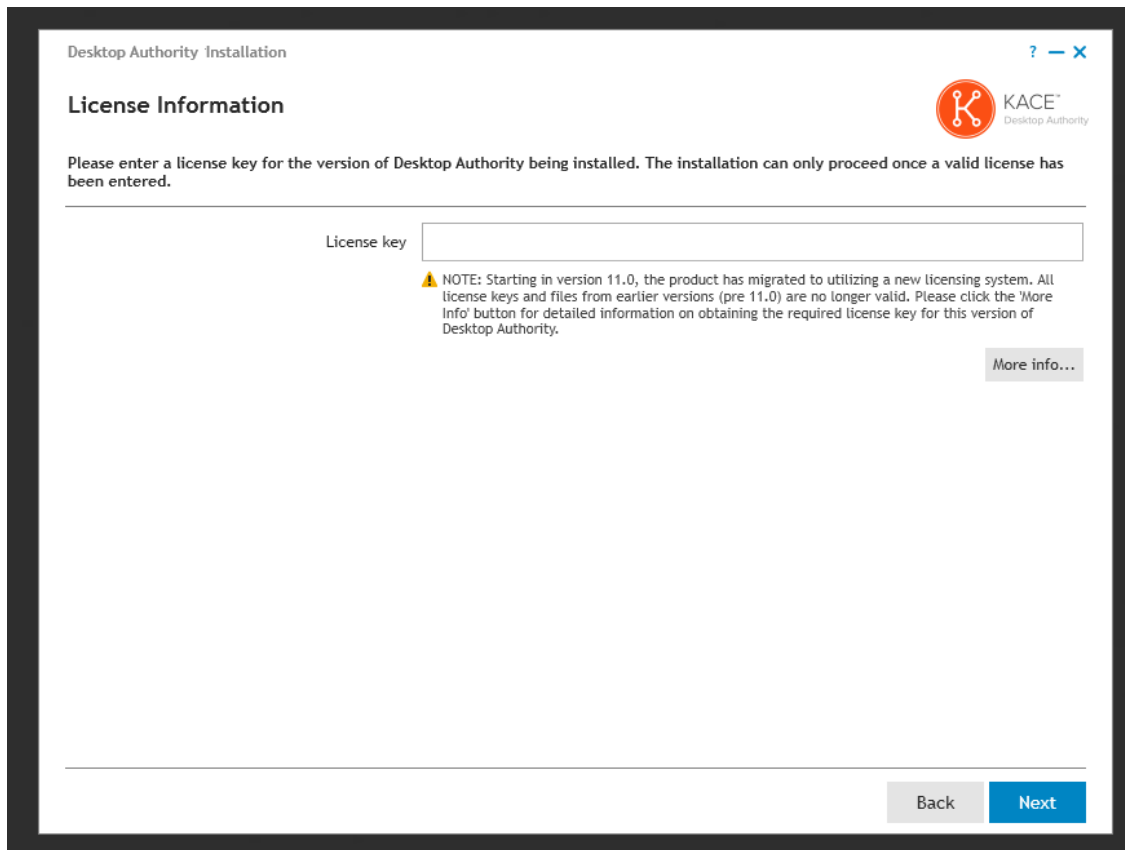 Desktop Authority Installation
? — ×
License Information
KACE™
Desktop Authority
Please enter a license key for the version of Desktop Authority being installed. The installation can only proceed once a valid license has
been entered.
License key
NOTE: Starting in version 11.0, the product has migrated to utilizing a new licensing system. All
license keys and files from earlier versions (pre 11.0) are no longer valid. Please click the 'More
Info' button for detailed information on obtaining the required license key for this version of
Desktop Authority.
More info...
Back
Next